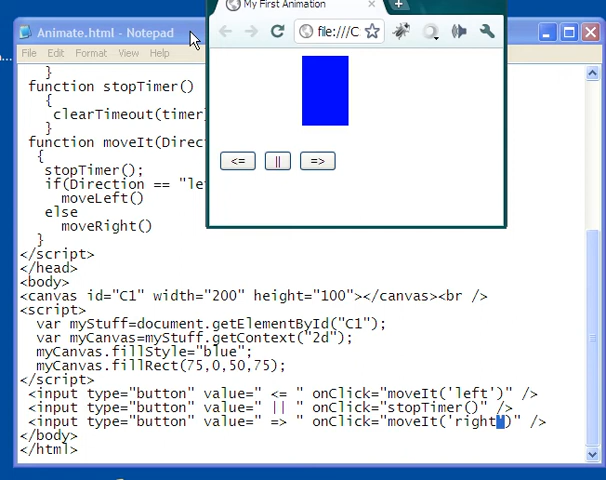 My First Animation
Animate.html - Notepad
file:///C
File Edit Format View Help
}
function stopTimer()
{
clearTimeout(timer)
}
function moveIt(Direc
{
stopTimer();
if(Direction == "le
moveLeft()
else
moveRight()
}
</script>
</head>
<body>
<canvas id="C1" width="200" height="100"></canvas><br />
<script>
var myStuff=document.getElementById("C1");
var myCanvas=myStuff.getContext("2d");
myCanvas.fillStyle="blue";
myCanvas.fillRect(75,0,50,75);
</script>
<input type="button" value=" <= " onClick="moveIt('left')" />
<input type="button" value=" || " onClick="stopTimer()" />
<input type="button" value=" => " onClick="moveIt('right')" />
</body>
</html>
<= || =>